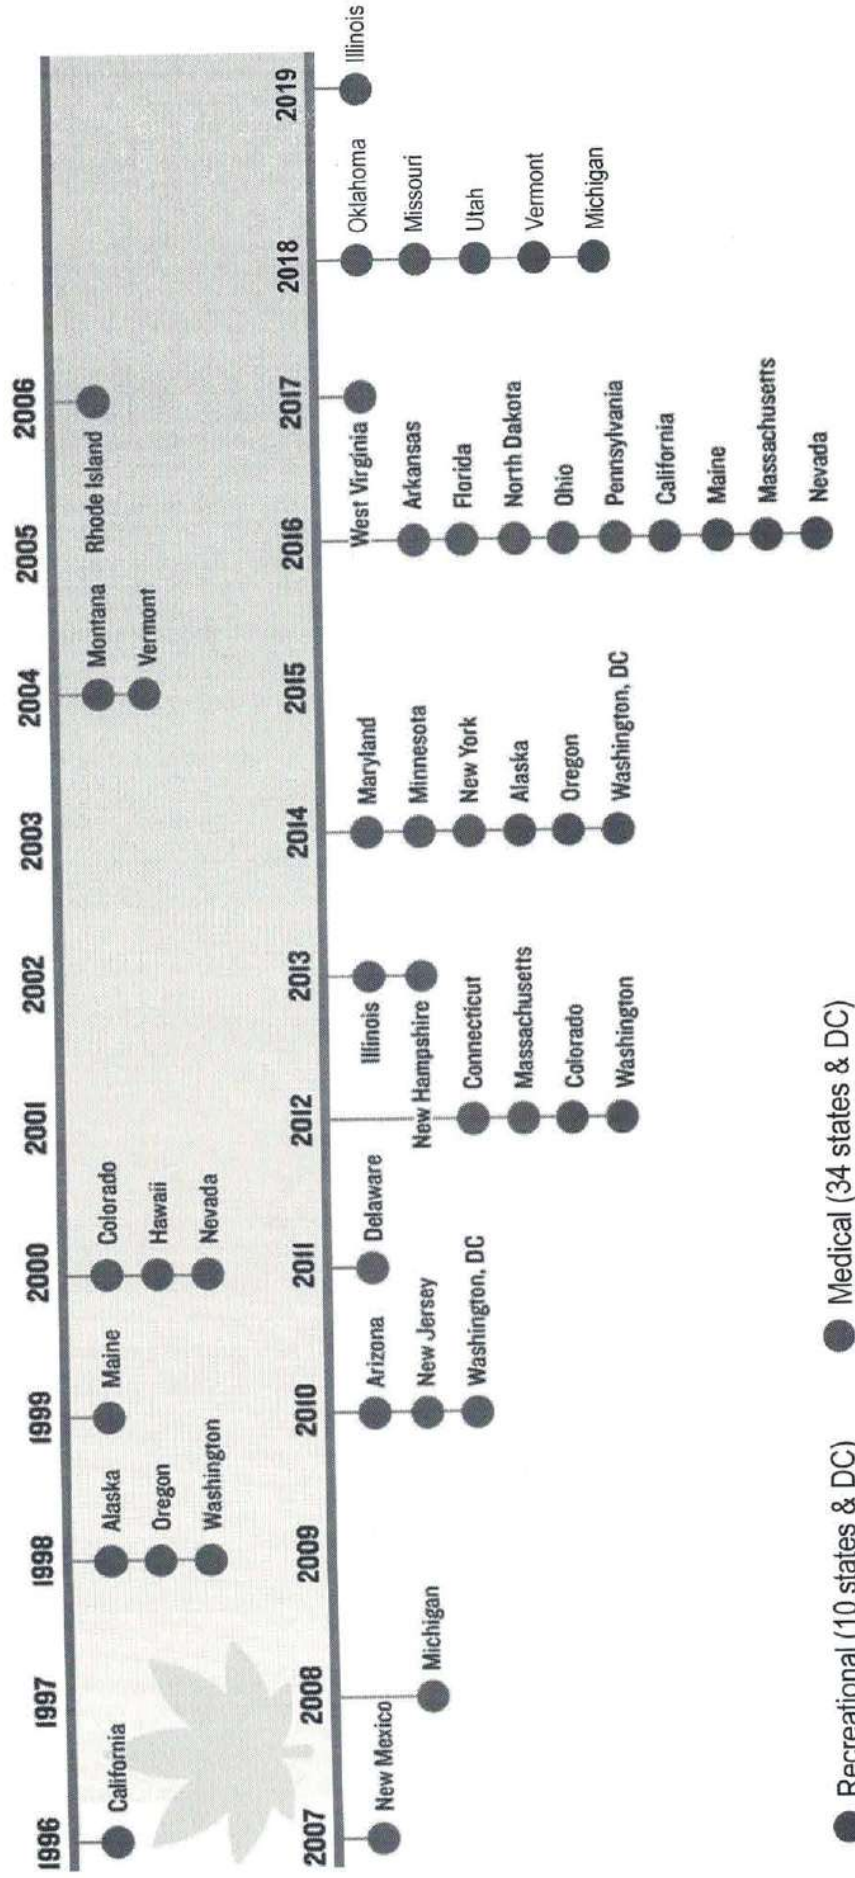 1996 1997 1998 1999 2000 2001 2002 2003 2004 2005 2006
California
Alaska
Oregon
Washington
Maine
Colorado
Hawaii
Nevada
Montana
Vermont
Rhode Island
2007 2008 2009 2010 2011 2012 2013 2014 2015 2016 2017 2018 2019
New Mexico
Michigan
Arizona
New Jersey
Washington, DC
Delaware
Connecticut
Massachusetts
Colorado
Washington
Illinois
New Hampshire
Maryland
Minnesota
New York
Alaska
Oregon
Washington, DC
Arkansas
Florida
North Dakota
Ohio
Pennsylvania
California
Maine
Massachusetts
Nevada
West Virginia
Oklahoma
Missouri
Utah
Vermont
Michigan
Illinois
Recreational (10 states & DC)
Medical (34 states & DC)